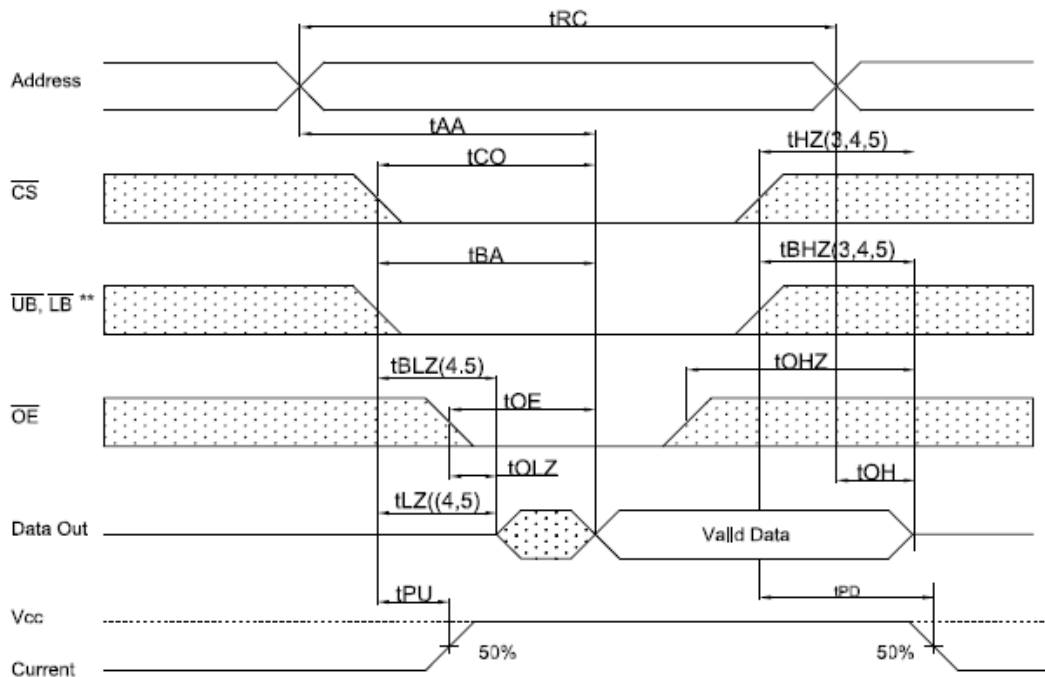 tRC
Address
tAA
tHZ(3,4,5)
tCO
CS
tBA
tBHZ(3,4,5)
UB, LB **
tBLZ(4.5)
tOHZ
tOE
OE
tOLZ
tOH
tLZ((4,5)
Data Out
Valid Data
tPU
tPD
Vcc
50%
50%
Current